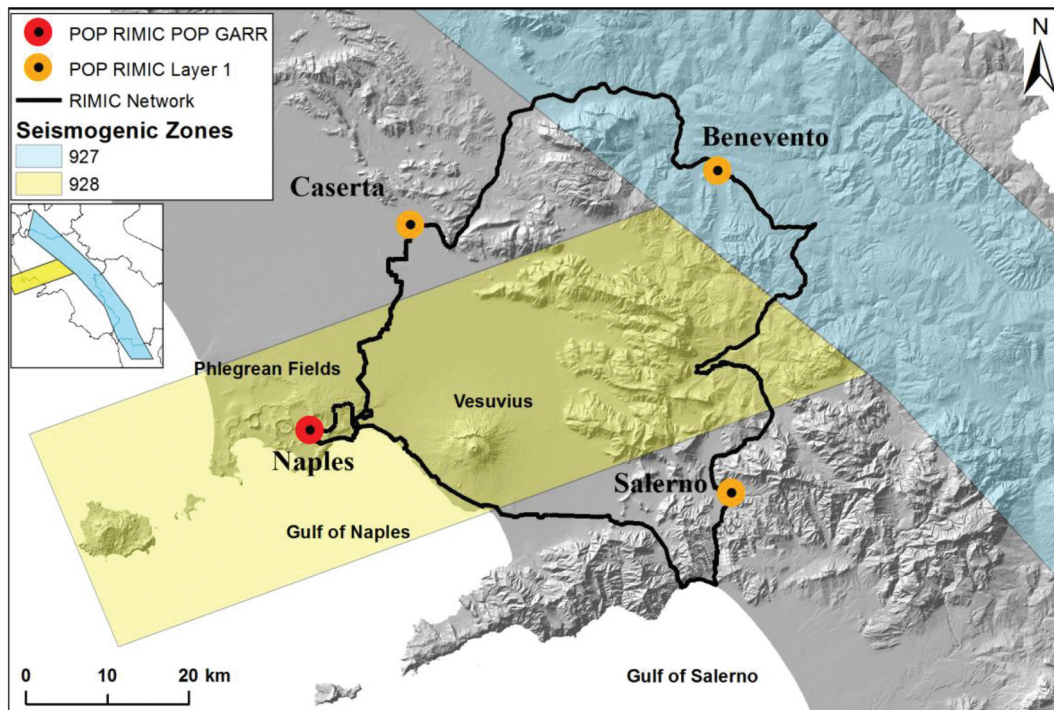 POP RIMIC POP GARR
POP RIMIC Layer 1
RIMIC Network
Seismogenic Zones
927
928
N
Benevento
Caserta
Phlegrean Fields
Vesuvius
Naples
Salerno
Gulf of Naples
Gulf of Salerno
0 10 20 km